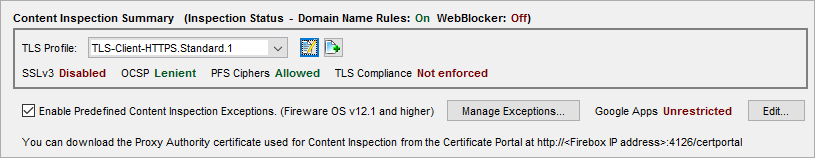 Content Inspection Summary (Inspection Status - Domain Name Rules: On WebBlocker: Off)
TLS Profile: TLS-Client-HTTPS.Standard.1
SSLv3 Disabled OCSP Lenient PFS Ciphers Allowed TLS Compliance Not enforced
Enable Predefined Content Inspection Exceptions. (Fireware OS v12.1 and higher) Manage Exceptions... Google Apps Unrestricted Edit...
You can download the Proxy Authority certificate used for Content Inspection from the Certificate Portal at http://<Firebox IP address>:4126/certportal